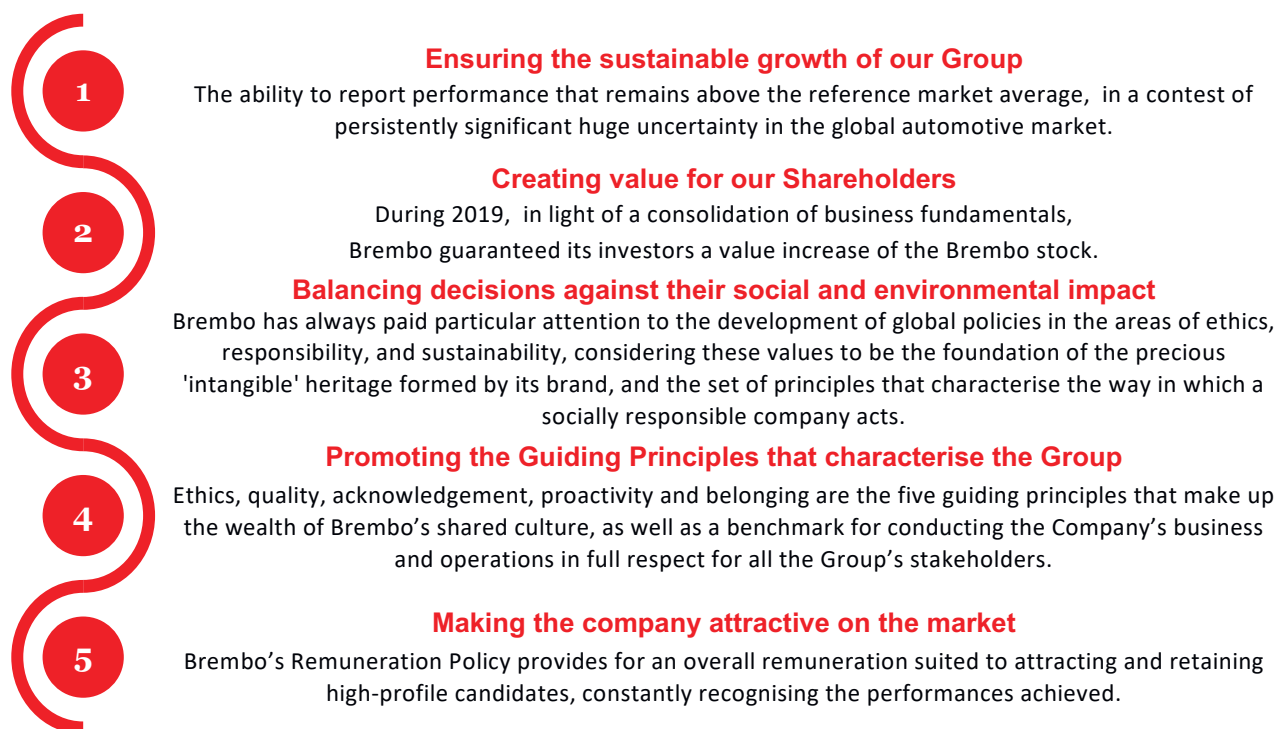 1
Ensuring the sustainable growth of our Group
The ability to report performance that remains above the reference market average, in a contest of
persistently significant huge uncertainty in the global automotive market.
2
Creating value for our Shareholders
During 2019, in light of a consolidation of business fundamentals,
Brembo guaranteed its investors a value increase of the Brembo stock.
3
Balancing decisions against their social and environmental impact
Brembo has always paid particular attention to the development of global policies in the areas of ethics,
responsibility, and sustainability, considering these values to be the foundation of the precious
'intangible' heritage formed by its brand, and the set of principles that characterise the way in which a
socially responsible company acts.
4
Promoting the Guiding Principles that characterise the Group
Ethics, quality, acknowledgement, proactivity and belonging are the five guiding principles that make up
the wealth of Brembo’s shared culture, as well as a benchmark for conducting the Company’s business
and operations in full respect for all the Group’s stakeholders.
5
Making the company attractive on the market
Brembo’s Remuneration Policy provides for an overall remuneration suited to attracting and retaining
high-profile candidates, constantly recognising the performances achieved.